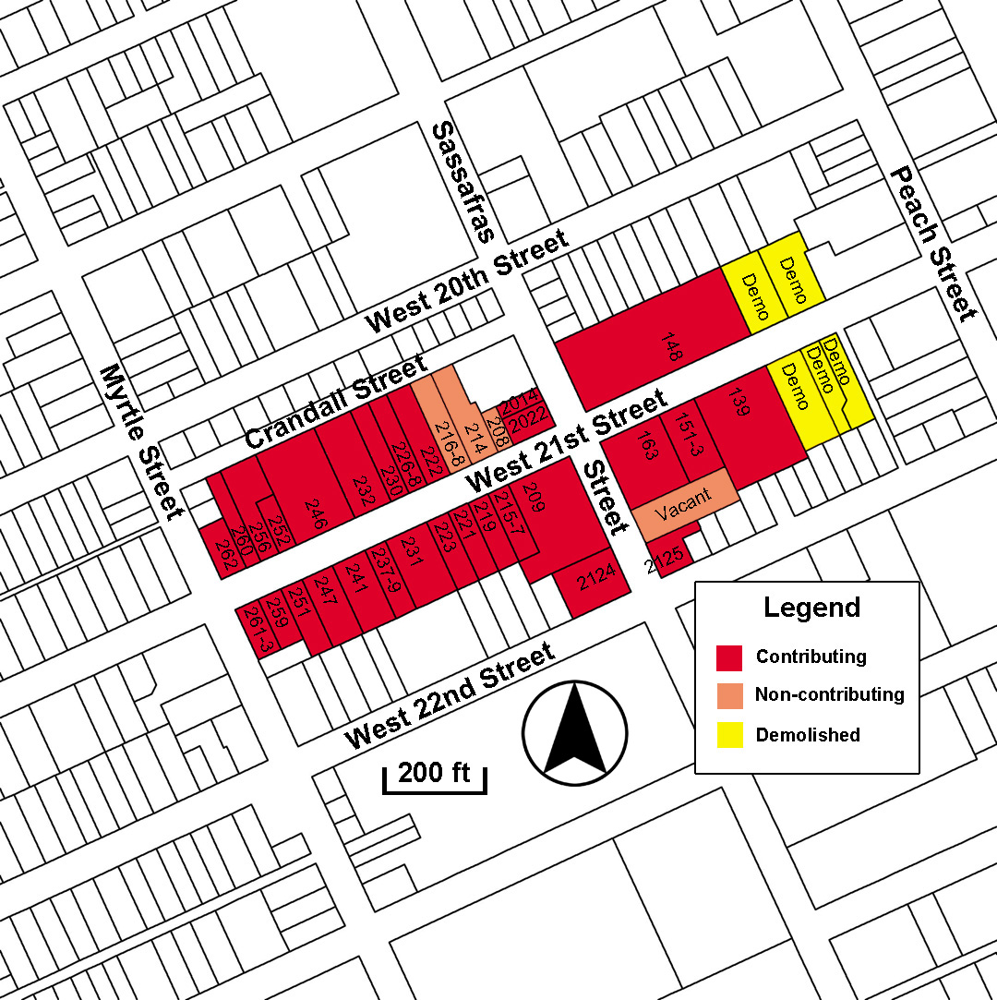 Sassafras
Peach Street
West 20th Street
Demo
Demo
148
Crandall Street
Myrtle Street
2014
2022
208
214
216-8
222
226-8
230
232
246
252
256
260
262
West 21st Street
Demo
Demo
Demo
139
151-3
163
Street
Vacant
2125
209
215-7
219
221
223
231
237-9
241
247
251
259
261-3
2124
West 22nd Street
200 ft
Legend
Contributing
Non-contributing
Demolished